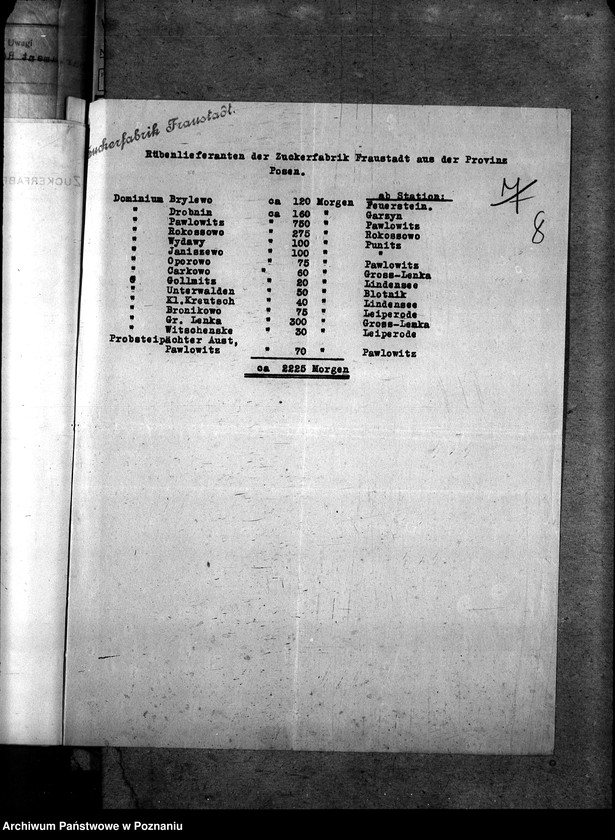 Uwagi
Zuckerfabrik Fraustadt.
Rübenlieferanten der Zuckerfabrik Fraustadt aus der Provinz
Posen.
ab Station:
Dominium Brylewo ca 120 Morgen Feuerstein.
" Drobnin ca 160 " Garzyn
" Pawlowitz " 750 " Pawlowitz
" Rokossowo " 275 " Rokossowo
" Wydawy " 100 " Punitz
" Janiszewo " 100 " "
" Oporowo " 75 " Pawlowitz
" Carkowo " 60 " Gross-Lenka
" Gollmitz " 20 " Lindensee
" Unterwalden " 50 " Blotnik
" Kl.Kreutsch " 40 " Lindensee
" Bronikowo " 75 " Leiperode
" Gr. Lenka " 300 " Gross-Lenka
" Witschenske " 30 " Leiperode
Probsteipächter Aust,
Pawlowitz " 70 " Pawlowitz
ca 2225 Morgen
8
Archiwum Państwowe w Poznaniu